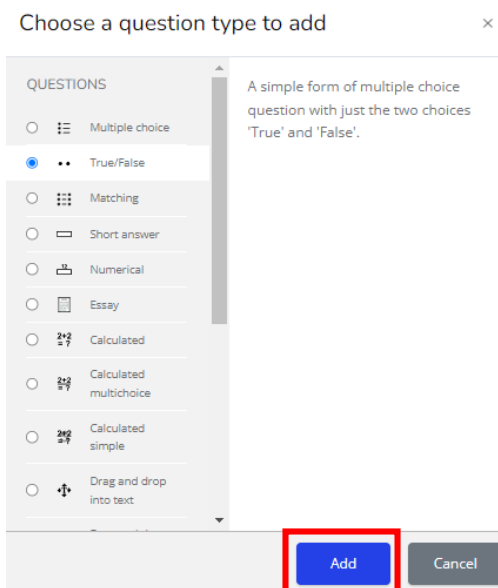 Choose a question type to add
×
QUESTIONS
Multiple choice
True/False
Matching
Short answer
12
Numerical
Essay
2+2
= ?
Calculated
2+2
= ?
Calculated
multichoice
2+2
= ?
Calculated
simple
Drag and drop
into text
A simple form of multiple choice
question with just the two choices
'True' and 'False'.
Add
Cancel